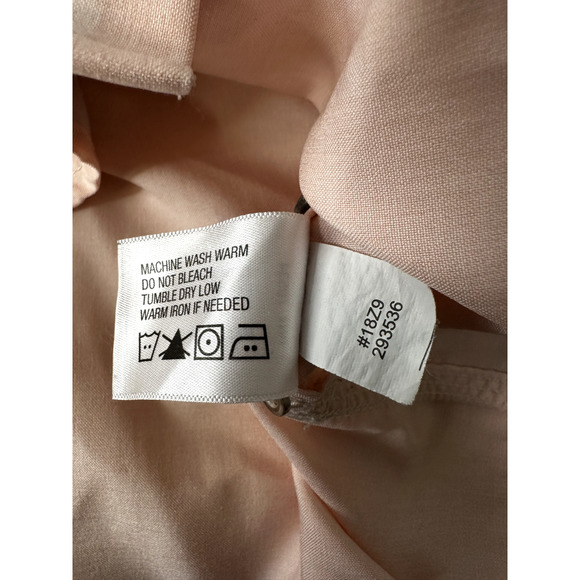 MACHINE WASH WARM
DO NOT BLEACH
TUMBLE DRY LOW
WARM IRON IF NEEDED
#18Z9
293536